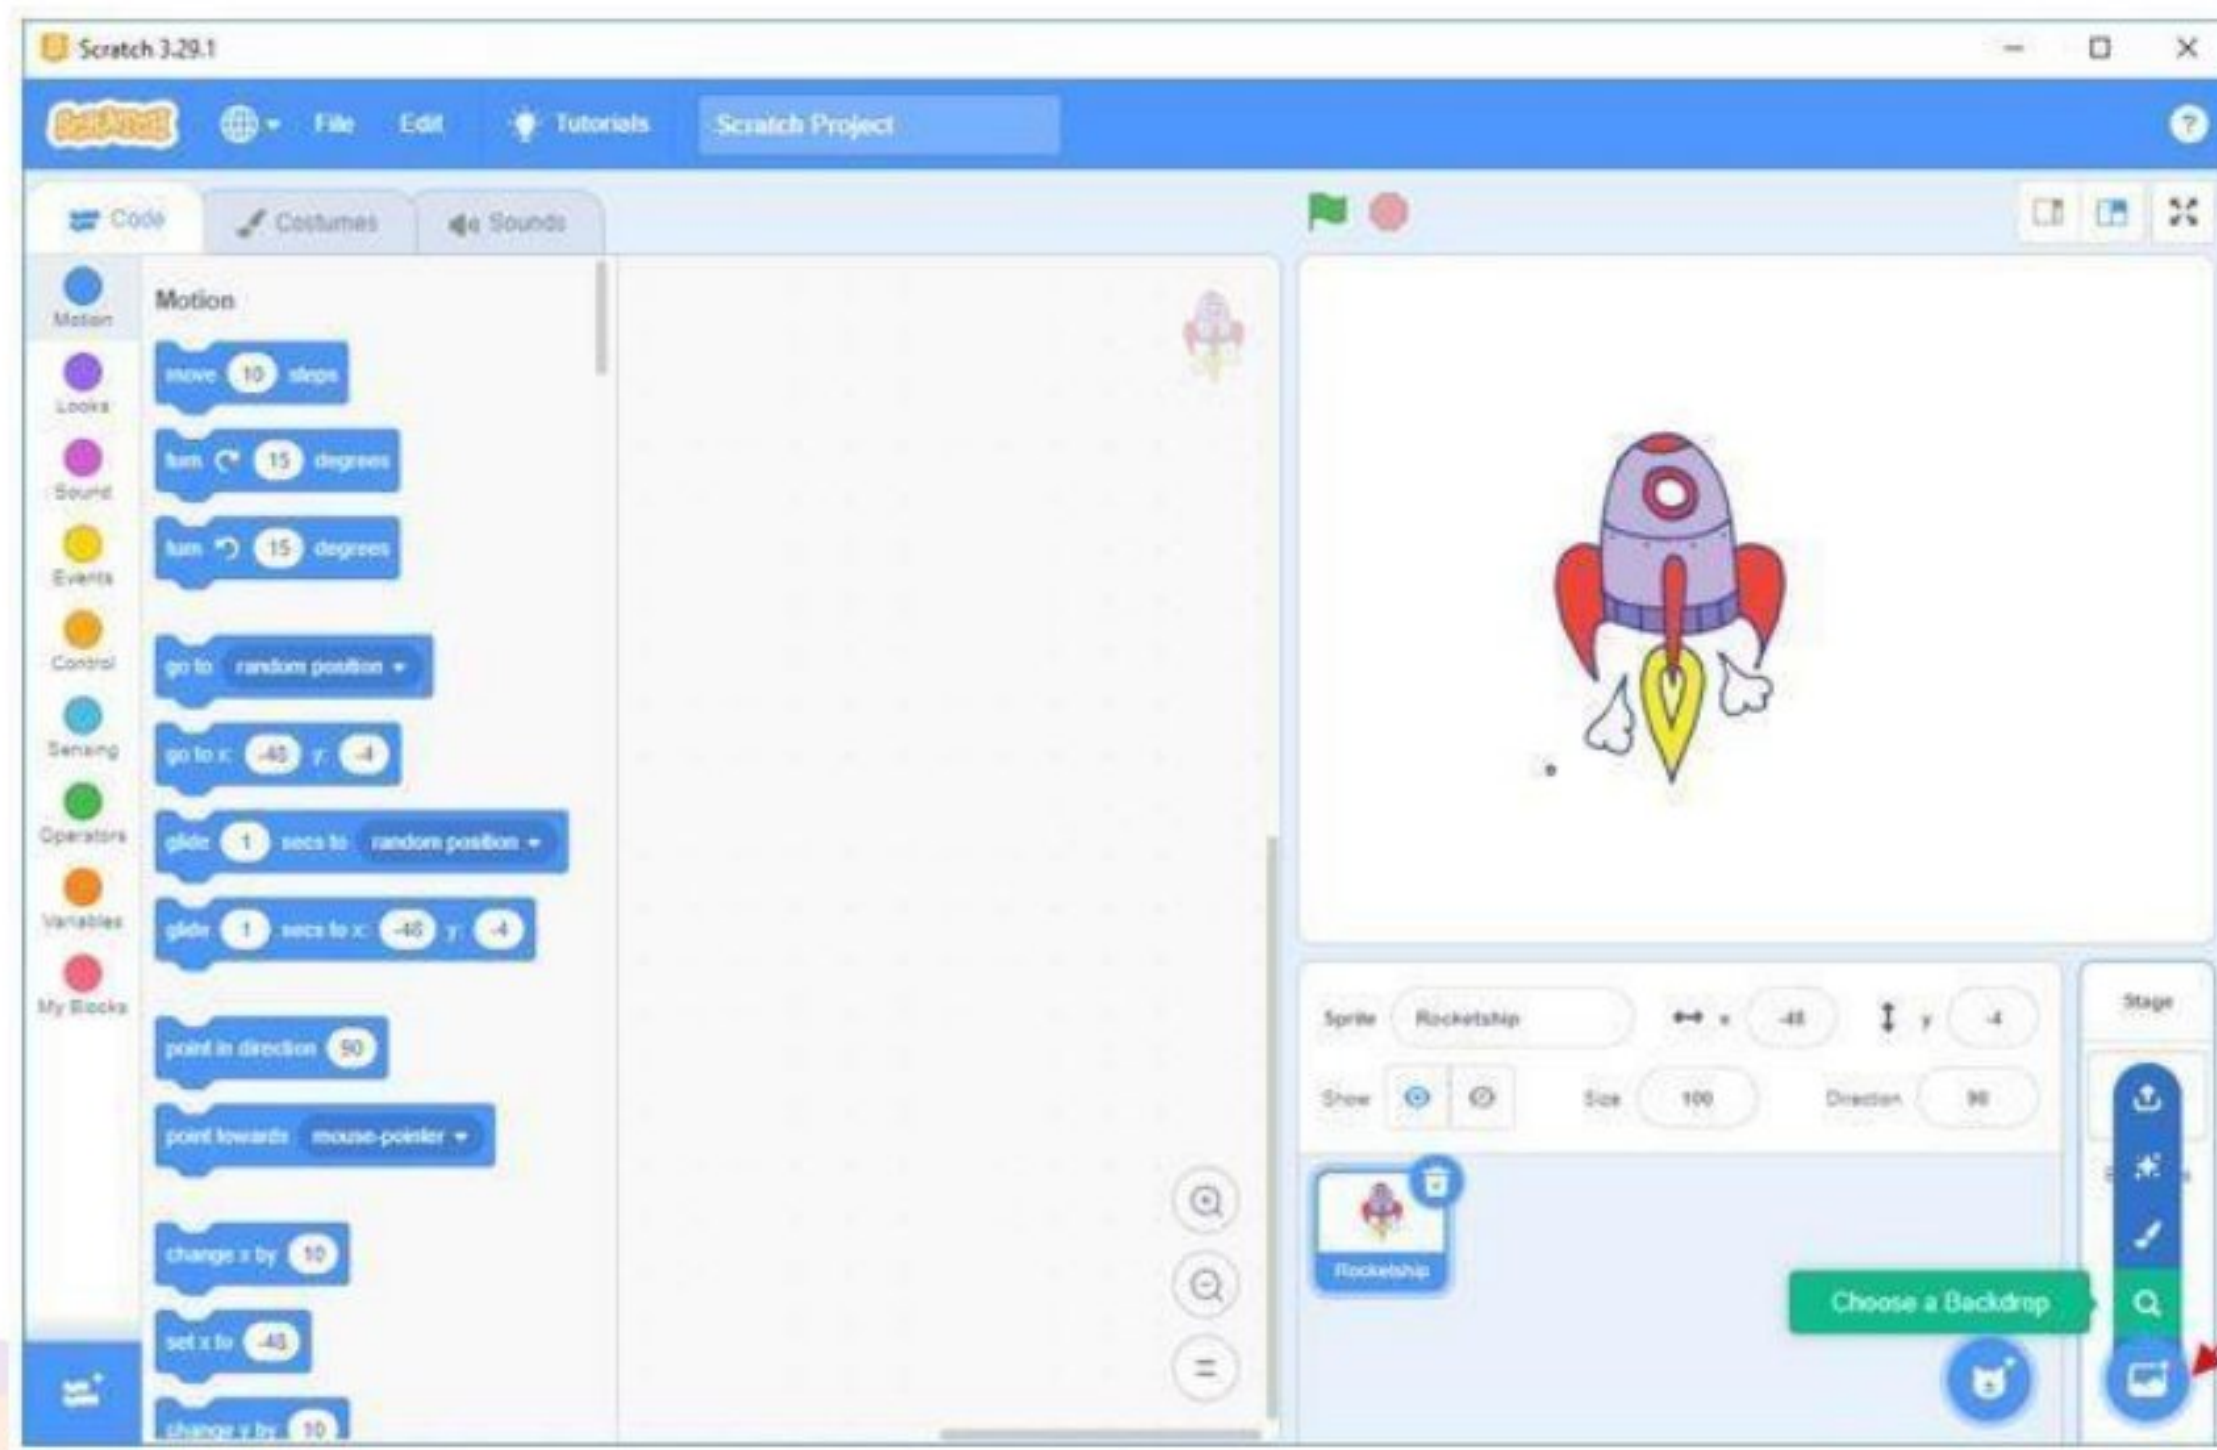 Scratch 3.29.1
SCRATCH File Edit Tutorials Scratch Project ?
Code Costumes Sounds
Motion
Looks
Sound
Events
Control
Sensing
Operators
Variables
My Blocks
Motion
move 10 steps
turn 15 degrees
turn 15 degrees
go to random position
go to x: -48 y: -4
glide 1 secs to random position
glide 1 secs to x: -48 y: -4
point in direction 90
point towards mouse-pointer
change x by 10
set x to -48
change y by 10
Sprite Rocketship x -48 y -4
Show Size 100 Direction 90
Rocketship
Stage
Choose a Backdrop